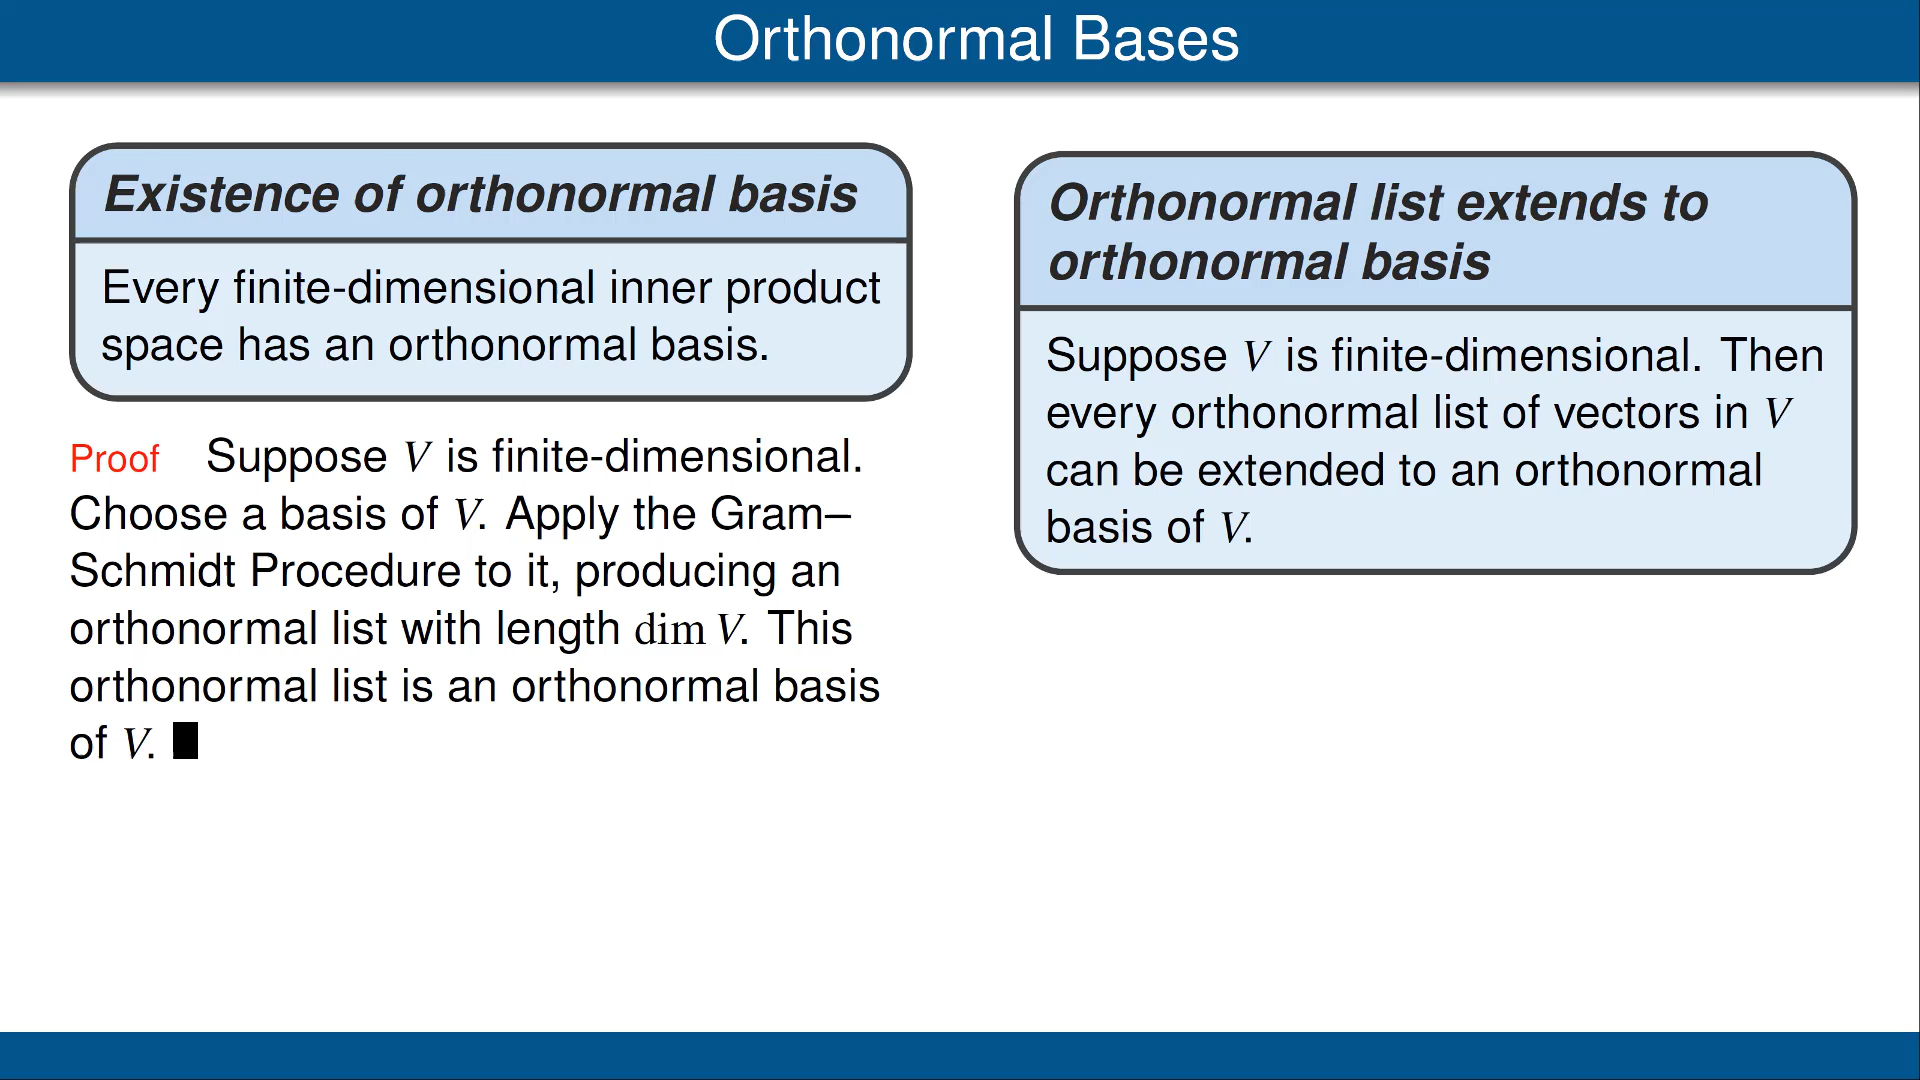 Orthonormal Bases
Existence of orthonormal basis
Every finite-dimensional inner product
space has an orthonormal basis.
Proof Suppose V is finite-dimensional.
Choose a basis of V. Apply the Gram–
Schmidt Procedure to it, producing an
orthonormal list with length dim V. This
orthonormal list is an orthonormal basis
of V. ■
Orthonormal list extends to
orthonormal basis
Suppose V is finite-dimensional. Then
every orthonormal list of vectors in V
can be extended to an orthonormal
basis of V.